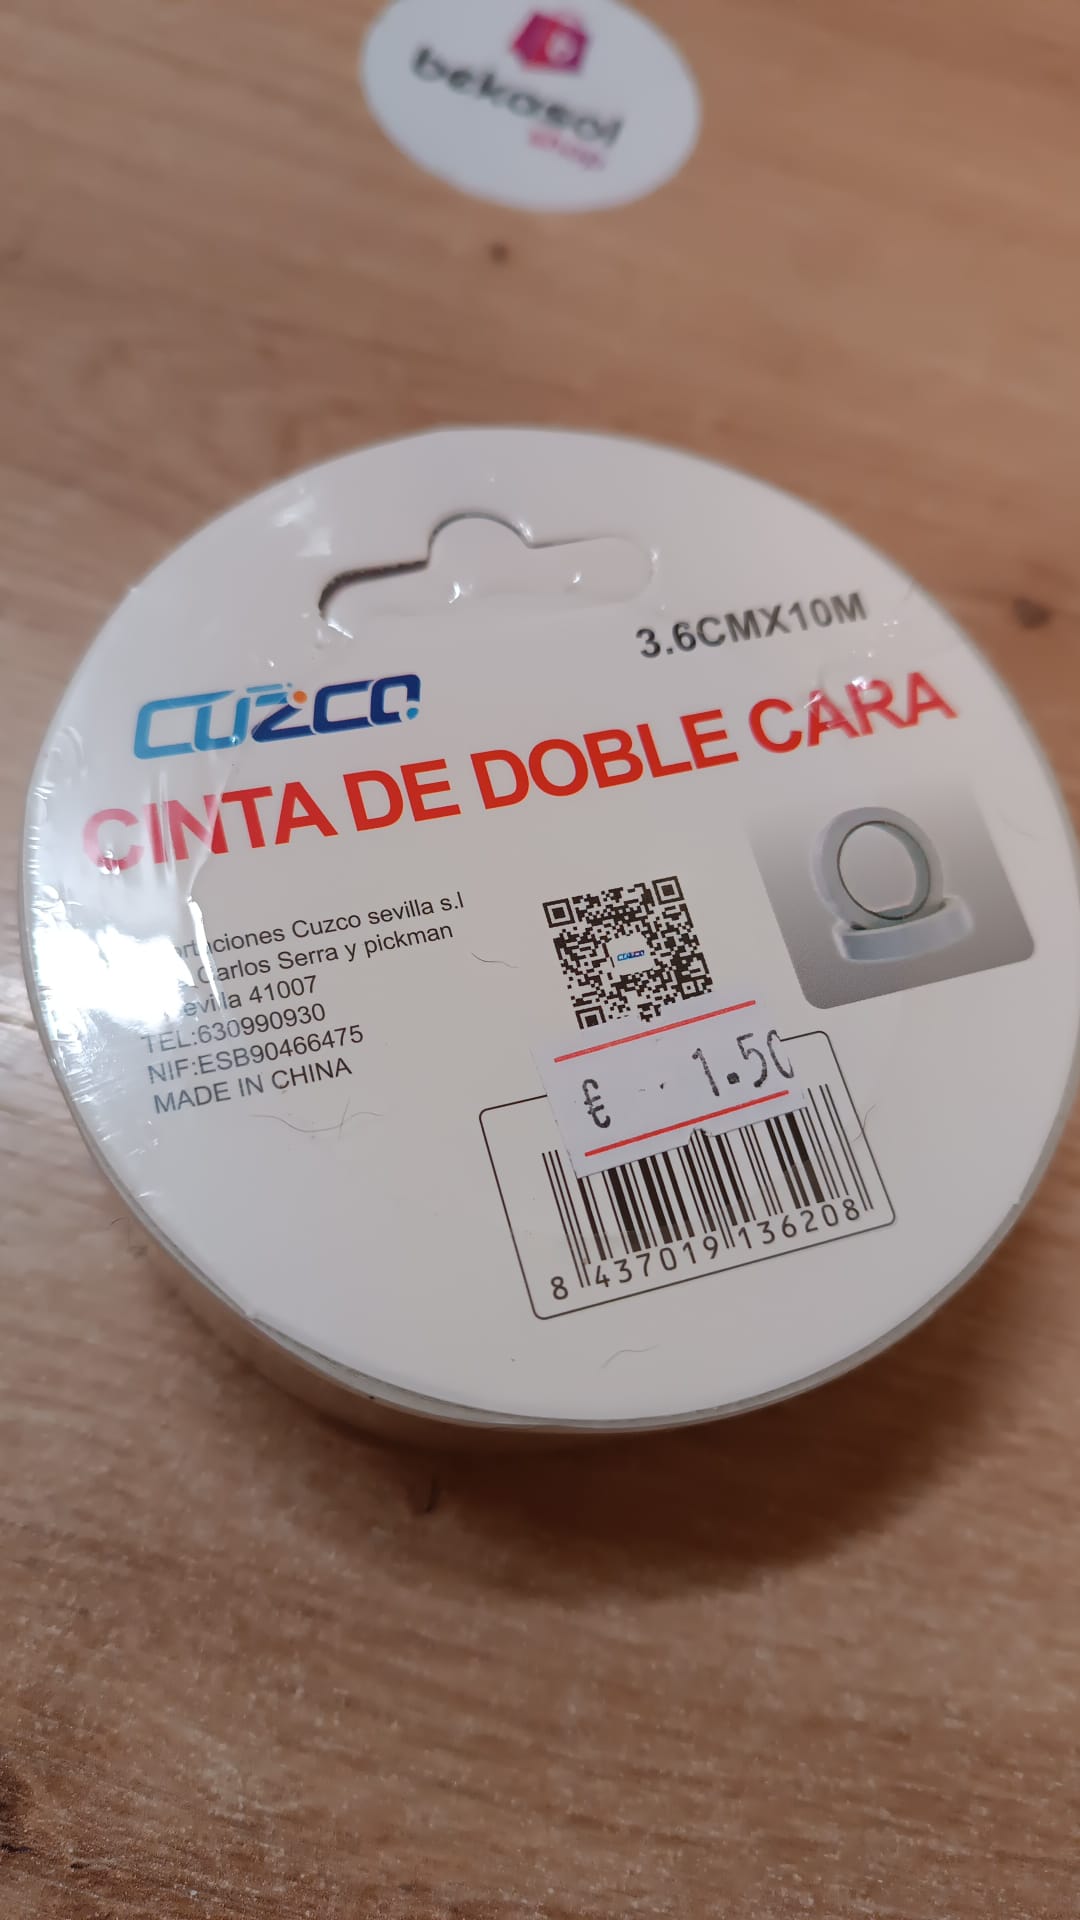 bekasol
shop.
3.6CMX10M
CUZCO
CINTA DE DOBLE CARA
Cuzco sevilla s.l
Carlos Serra y pickman
41007
TEL:630990930
NIF:ESB90466475
MADE IN CHINA
CUZCO
€ 1.50
8 437019 136208